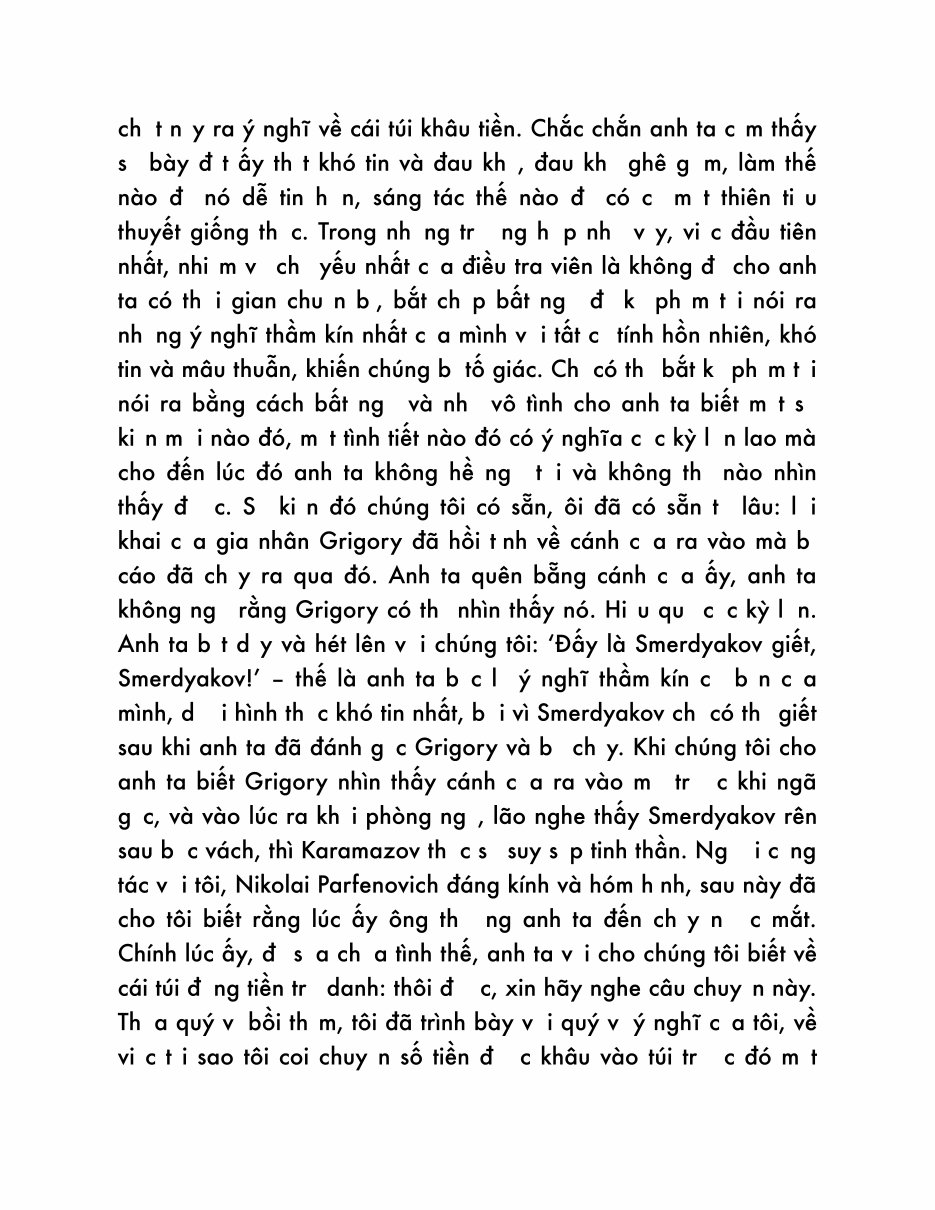 ch t n y ra ý nghĩ về cái túi khâu tiền. Chắc chắn anh ta c m thấy
s bày đ t ấy th t khó tin và đau kh , đau kh ghê g m, làm thế
nào đ nó dễ tin h n, sáng tác thế nào đ có c m t thiên ti u
thuyết giống th c. Trong nh ng tr ng h p nh v y, vi c đầu tiên
nhất, nhi m v ch yếu nhất c a điều tra viên là không đ cho anh
ta có th i gian chu n b , bắt ch p bất ng đ k ph m t i nói ra
nh ng ý nghĩ thầm kín nhất c a mình v i tất c tính hồn nhiên, khó
tin và mâu thuẫn, khiến chúng b tố giác. Ch có th bắt k ph m t i
nói ra bằng cách bất ng và nh vô tình cho anh ta biết m t s
ki n m i nào đó, m t tình tiết nào đó có ý nghĩa c c kỳ l n lao mà
cho đến lúc đó anh ta không hề ng t i và không th nào nhìn
thấy đ c. S ki n đó chúng tôi có sẵn, ôi đã có sẵn t lâu: l i
khai c a gia nhân Grigory đã hồi t nh về cánh c a ra vào mà b
cáo đã ch y ra qua đó. Anh ta quên bẵng cánh c a ấy, anh ta
không ng rằng Grigory có th nhìn thấy nó. Hi u qu c c kỳ l n.
Anh ta b t d y và hét lên v i chúng tôi: ‘Đấy là Smerdyakov giết,
Smerdyakov!’ – thế là anh ta b c l ý nghĩ thầm kín c b n c a
mình, d i hình th c khó tin nhất, b i vì Smerdyakov ch có th giết
sau khi anh ta đã đánh g c Grigory và b ch y. Khi chúng tôi cho
anh ta biết Grigory nhìn thấy cánh c a ra vào m tr c khi ngã
g c, và vào lúc ra kh i phòng ng , lão nghe thấy Smerdyakov rên
sau b c vách, thì Karamazov th c s suy s p tinh thần. Ng i c ng
tác v i tôi, Nikolai Parfenovich đáng kính và hóm h nh, sau này đã
cho tôi biết rằng lúc ấy ông th ng anh ta đến ch y n c mắt.
Chính lúc ấy, đ s a ch a tình thế, anh ta v i cho chúng tôi biết về
cái túi đ ng tiền tr danh: thôi đ c, xin hãy nghe câu chuy n này.
Th a quý v bồi th m, tôi đã trình bày v i quý v ý nghĩ c a tôi, về
vi c t i sao tôi coi chuy n số tiền đ c khâu vào túi tr c đó m t